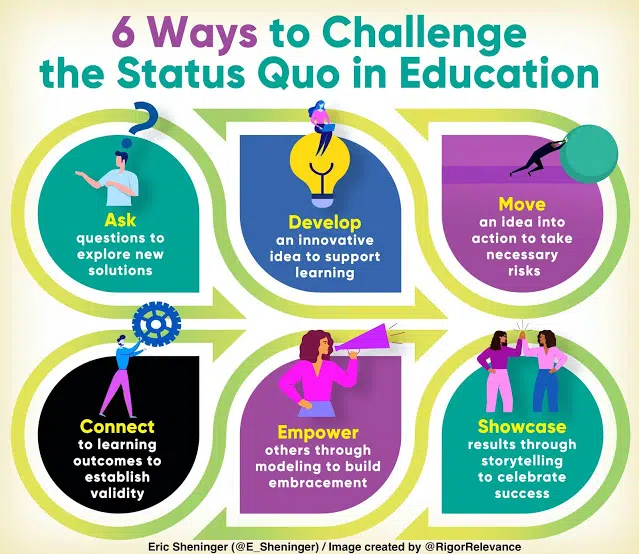 6 Ways to Challenge
the Status Quo in Education
Ask
questions to
explore new
solutions
Develop
an innovative
idea to support
learning
Move
an idea into
action to take
necessary
risks
Connect
to learning
outcomes to
establish
validity
Empower
others through
modeling to build
embracement
Showcase
results through
storytelling
to celebrate
success
Eric Sheninger (@E_Sheninger) / Image created by @RigorRelevance